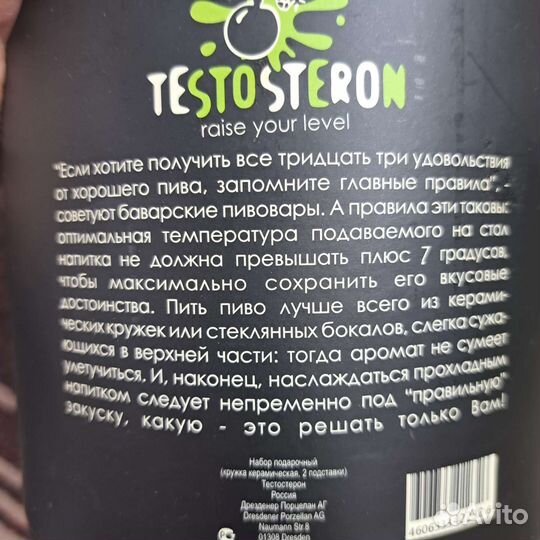 TESTOSTERON
raise your level
"Если хотите получить все тридцать три удовольствия
от хорошего пива, запомните главные правила", -
советуют баварские пивовары. А правила эти таковы:
оптимальная температура подаваемого на стол
напитка не должна превышать плюс 7 градусов,
чтобы максимально сохранить его вкусовые
достоинства. Пить пиво лучше всего из керами-
ческих кружек или стеклянных бокалов, слегка сужа-
ющихся в верхней части: тогда аромат не сумеет
улетучиться. И, наконец, наслаждаться прохладным
напитком следует непременно под "правильную"
закуску, какую - это решать только Вам!
Набор подарочный
(кружка керамическая, 2 подставки)
Тестостерон
Россия
Дрезденер Порцелан АГ
Dresdener Porzellan AG
Naumann Str.8
01308 Dresden
Avito